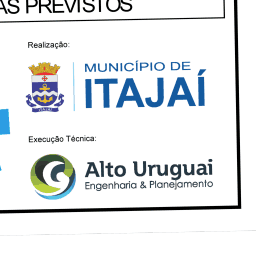 AS PREVISTOS
Realização:
MUNICÍPIO DE
ITAJAÍ
Execução Técnica:
Alto Uruguai
Engenharia & Planejamento